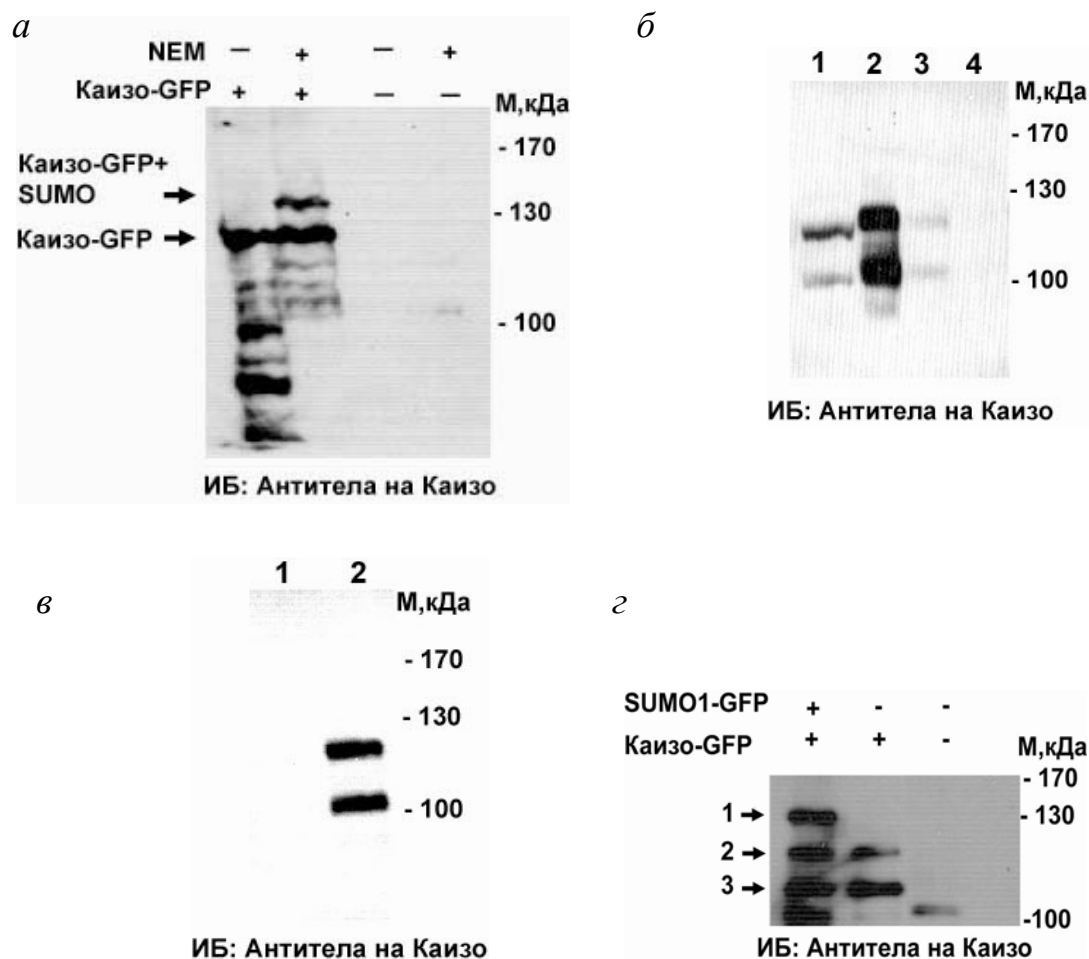 а
NEM — + — +
Каизо-GFP + + — —
М,кДа
Каизо-GFP+
SUMO
Каизо-GFP
- 170
- 130
- 100
ИБ: Антитела на Каизо
б
1 2 3 4
М,кДа
- 170
- 130
- 100
ИБ: Антитела на Каизо
в
1 2
М,кДа
- 170
- 130
- 100
ИБ: Антитела на Каизо
г
SUMO1-GFP + - -
Каизо-GFP + + -
М,кДа
- 170
1
- 130
2
3
-100
ИБ: Антитела на Каизо